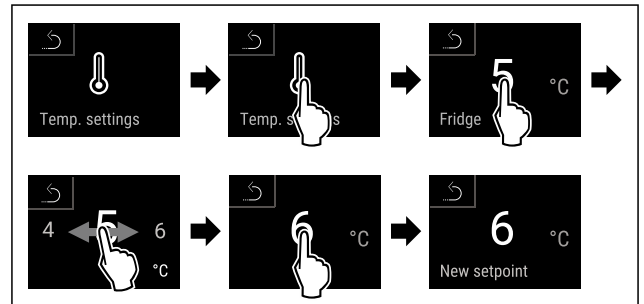 Temp. settings
Temp. s s
5 °C
Fridge
4 5 6
°C
6 °C
6 °C
New setpoint